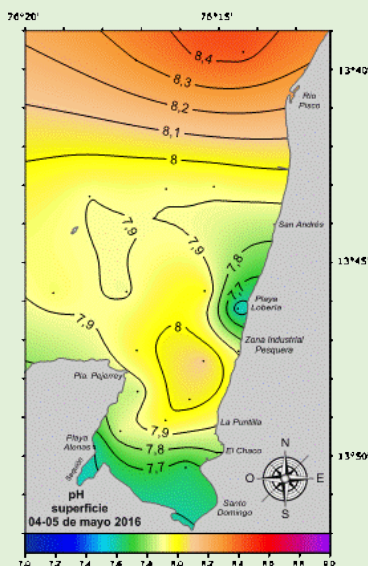 76°20' 76°15'
8,4
13°40'
8,3
Río
Pisco
8,2
8,1
8
7,9
San Andrés
7,9
7,8
13°45'
7,7
Playa
Lobería
7,9
8
Zona Industrial
Pesquera
Pta. Pejerrey
La Puntilla
7,9
Playa
Atenas
7,8
El Chaco
7,7
13°50'
N
O E
S
Sequión
pH
superficie
04-05 de mayo 2016
Santo
Domingo
7,0 7,2 7,4 7,6 7,8 8,0 8,2 8,4 8,6 8,8 9,0